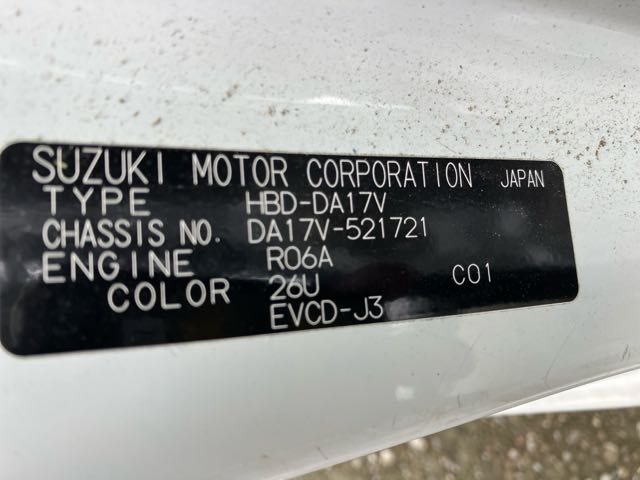 SUZUKI MOTOR CORPORATION JAPAN
TYPE HBD-DA17V
CHASSIS NO. DA17V-521721
ENGINE R06A
COLOR 26U C01
EVCD-J3